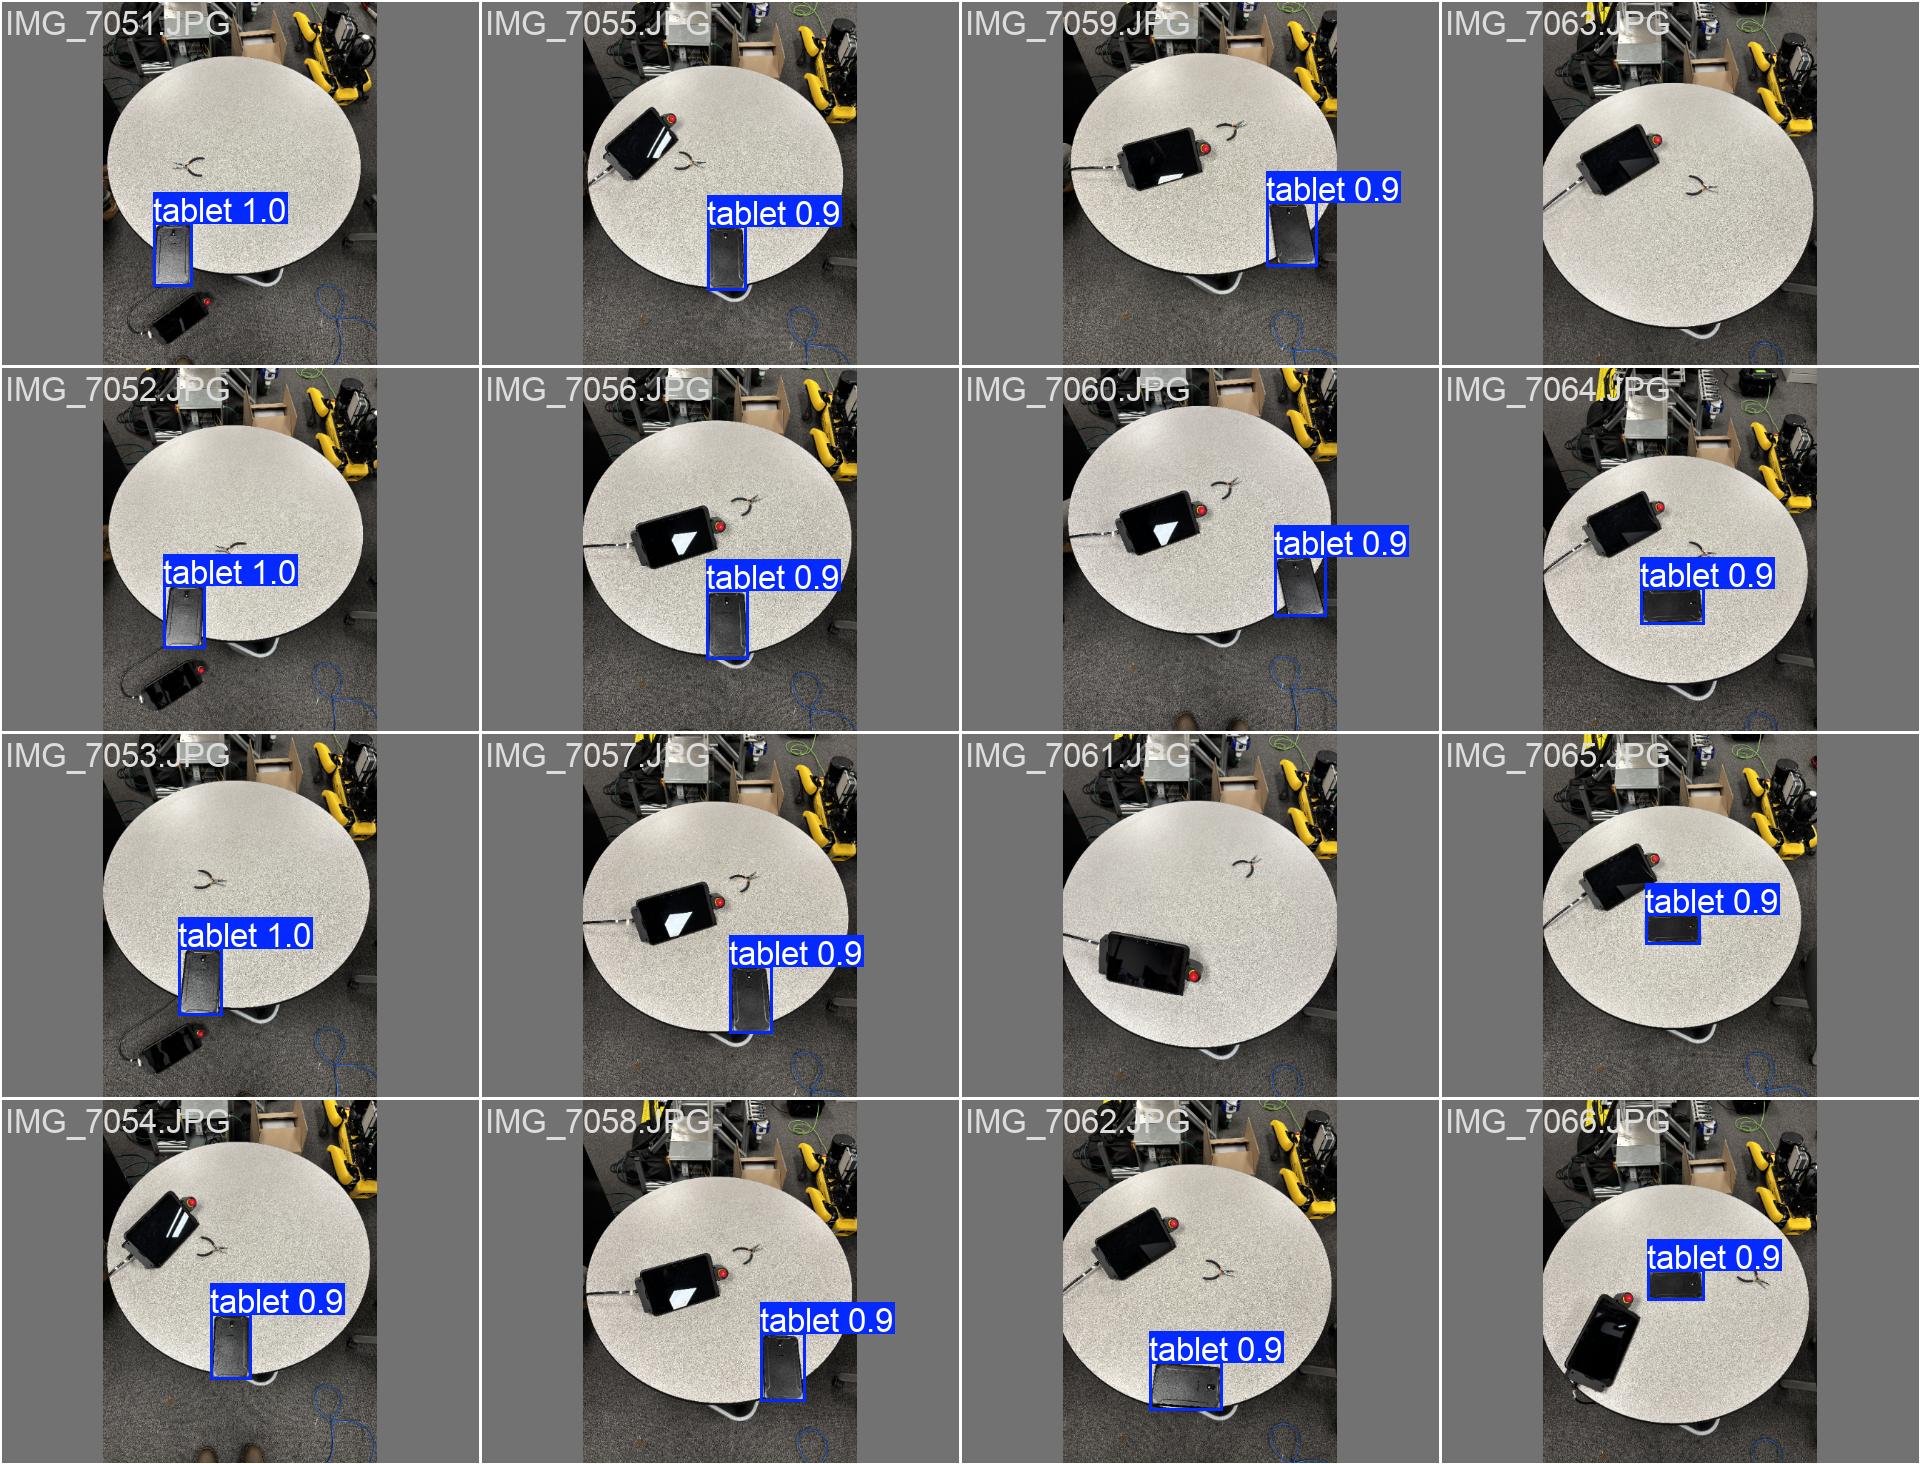 IMG_7051.JPG
IMG_7055.JPG
IMG_7059.JPG
IMG_7063.JPG
tablet 1.0
tablet 0.9
tablet 0.9
IMG_7052.JPG
IMG_7056.JPG
IMG_7060.JPG
IMG_7064.JPG
tablet 1.0
tablet 0.9
tablet 0.9
tablet 0.9
IMG_7053.JPG
IMG_7057.JPG
IMG_7061.JPG
IMG_7065.JPG
tablet 1.0
tablet 0.9
tablet 0.9
IMG_7054.JPG
IMG_7058.JPG
IMG_7062.JPG
IMG_7066.JPG
tablet 0.9
tablet 0.9
tablet 0.9
tablet 0.9